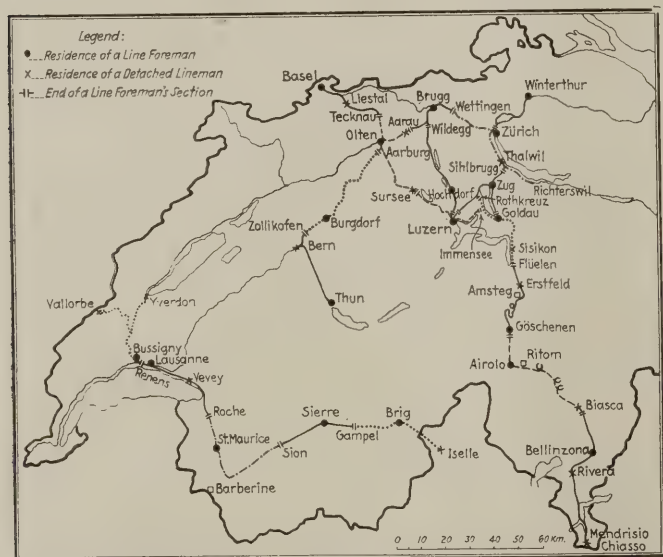 Legend:
Residence of a Line Foreman
Residence of a Detached Lineman
End of a Line Foreman's Section
Basel
Liestal
Tecknau
Olten
Aarau
Aarburg
Brugg
Wildegg
Wettingen
Winterthur
Zürich
Thalwil
Sihlbrugg
Richterswil
Zug
Rothkreuz
Goldau
Hochdorf
Sursee
Luzern
Immensee
Zollikofen
Burgdorf
Bern
Thun
Sisikon
Flüelen
Erstfeld
Amsteg
Göschenen
Airolo
Ritom
Biasca
Bellinzona
Rivera
Mendrisio
Chiasso
Vallorbe
Yverdon
Bussigny
Lausanne
Renens
Vevey
Roche
St.Maurice
Barberine
Sion
Sierre
Gampel
Brig
Iselle
0 10 20 30 40 60 Km.